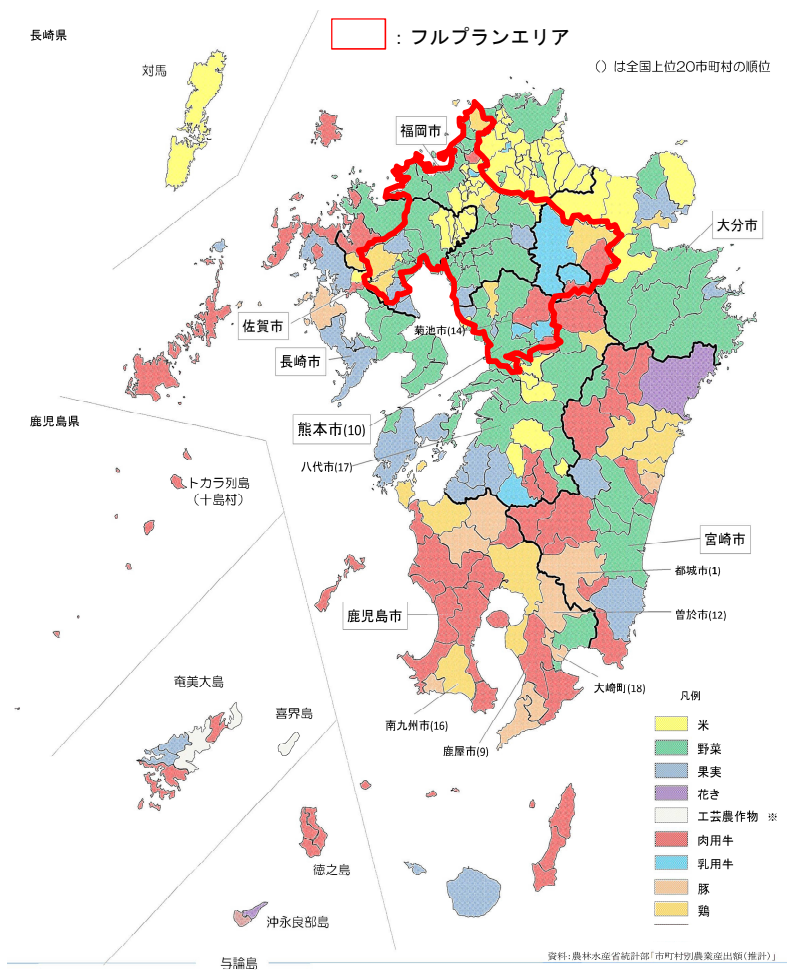 長崎県
：フルプランエリア
対馬
（）は全国上位20市町村の順位
福岡市
大分市
佐賀市
菊池市(14)
長崎市
熊本市(10)
鹿児島県
八代市(17)
トカラ列島
（十島村）
宮崎市
都城市(1)
鹿児島市
曽於市(12)
奄美大島
大崎町(18)
凡例
喜界島
南九州市(16)
米
鹿屋市(9)
野菜
果実
花き
工芸農作物 ※
肉用牛
徳之島
乳用牛
豚
沖永良部島
鶏
資料：農林水産省統計部「市町村別農業産出額（推計）」
与論島